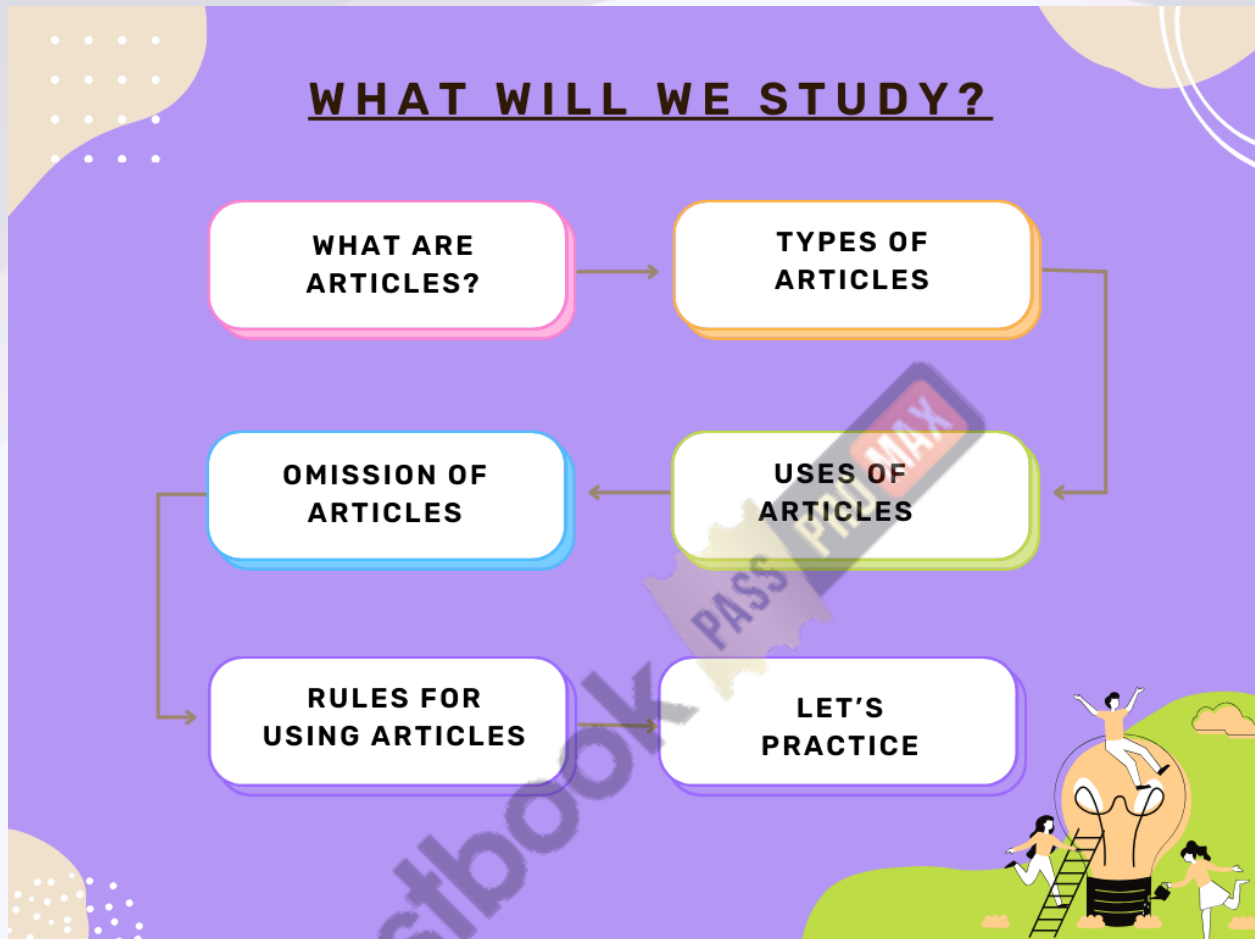 WHAT WILL WE STUDY?
WHAT ARE
ARTICLES?
TYPES OF
ARTICLES
USES OF
ARTICLES
OMISSION OF
ARTICLES
RULES FOR
USING ARTICLES
LET'S
PRACTICE
stbook
PASS
PRO
MAX